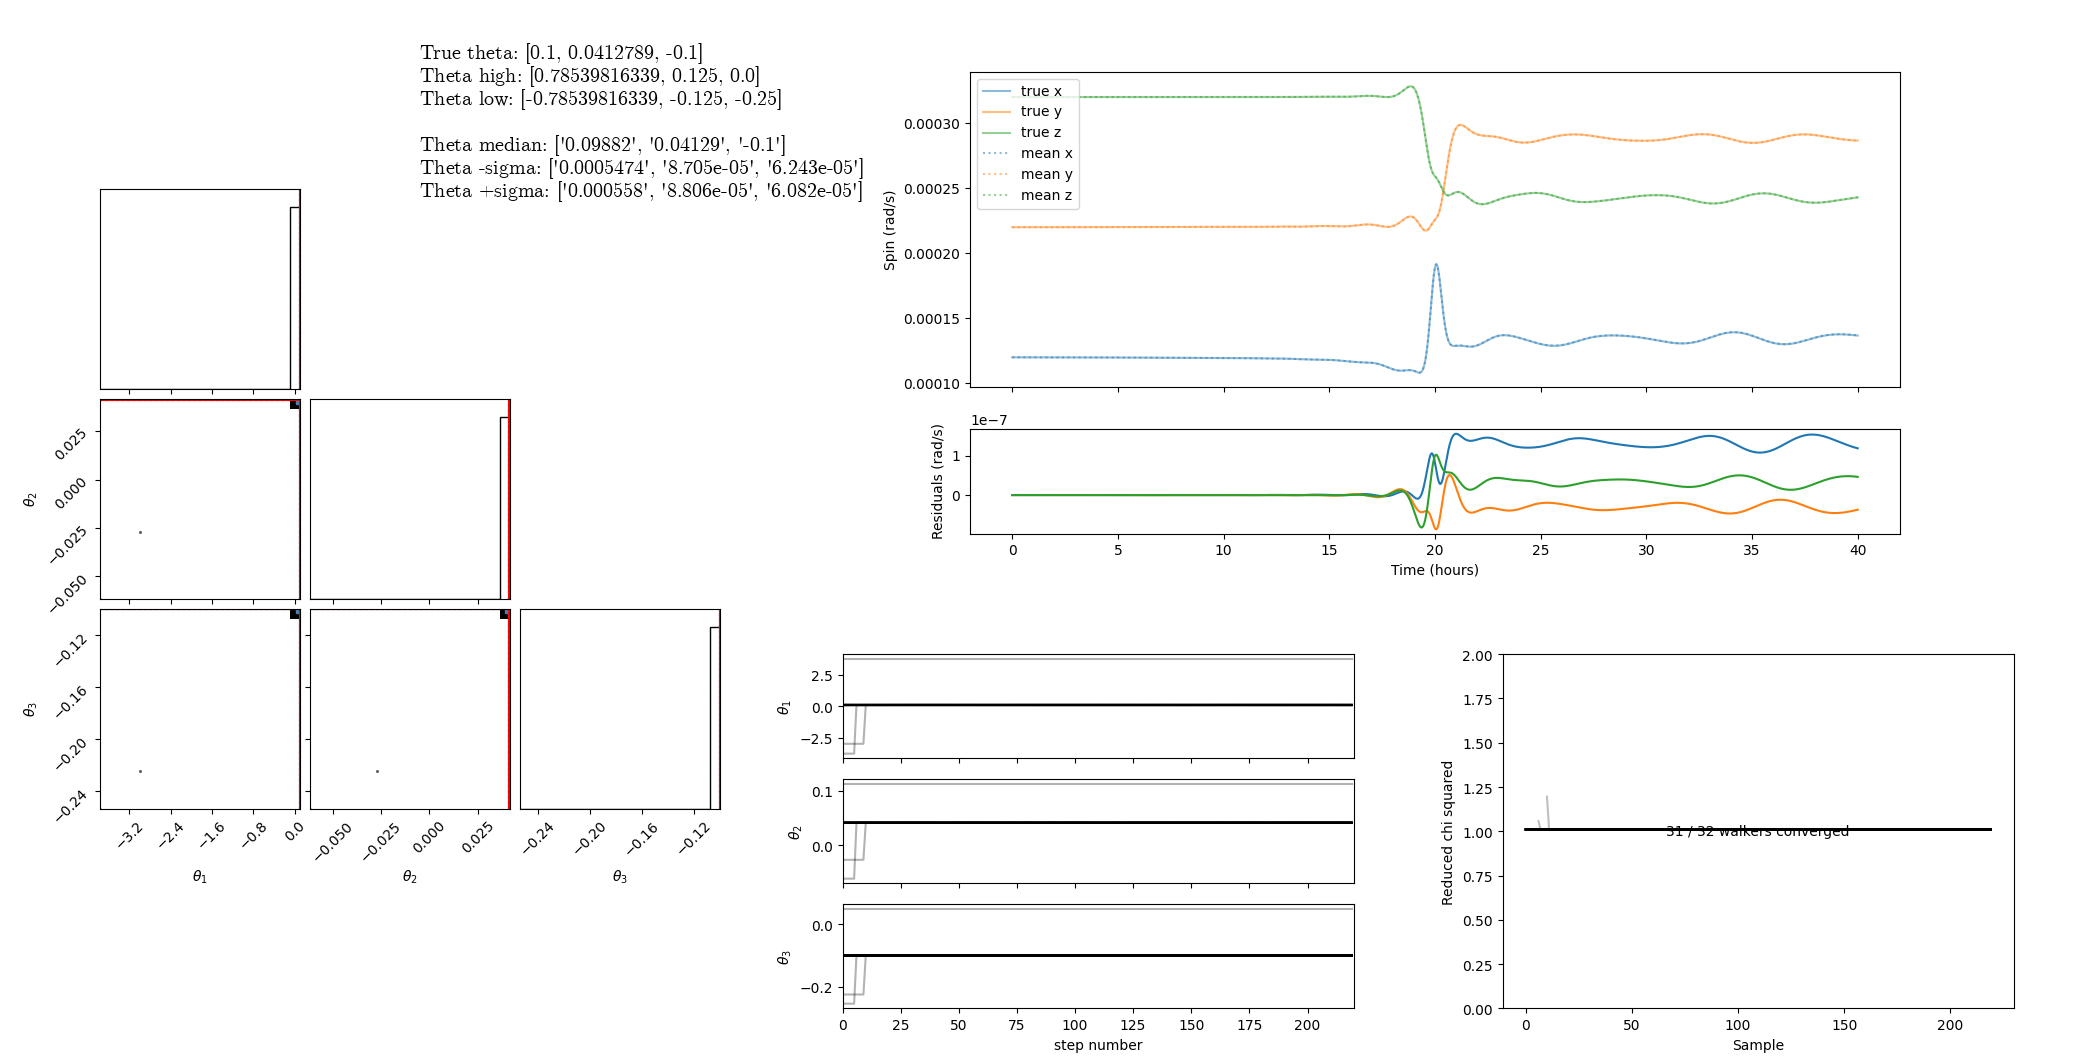 True theta: [0.1, 0.0412789, -0.1]
Theta high: [0.78539816339, 0.125, 0.0]
Theta low: [-0.78539816339, -0.125, -0.25]
Theta median: ['0.09882', '0.04129', '-0.1']
Theta -sigma: ['0.0005474', '8.705e-05', '6.243e-05']
Theta +sigma: ['0.000558', '8.806e-05', '6.082e-05']
true x
true y
true z
mean x
mean y
mean z
0.00030
0.00025
0.00020
0.00015
0.00010
Spin (rad/s)
1e−7
1
0
Residuals (rad/s)
0
5
10
15
20
25
30
35
40
Time (hours)
0.025
0.000
−0.025
−0.050
θ2
−0.12
−0.16
−0.20
−0.24
θ3
−3.2
−2.4
−1.6
−0.8
0.0
θ1
−0.050
−0.025
0.000
0.025
θ2
−0.24
−0.20
−0.16
−0.12
θ3
2.5
0.0
−2.5
θ1
0.1
0.0
θ2
0.0
−0.2
θ3
0
25
50
75
100
125
150
175
200
step number
2.00
1.75
1.50
1.25
1.00
0.75
0.50
0.25
0.00
Reduced chi squared
31 / 32 walkers converged
0
50
100
150
200
Sample